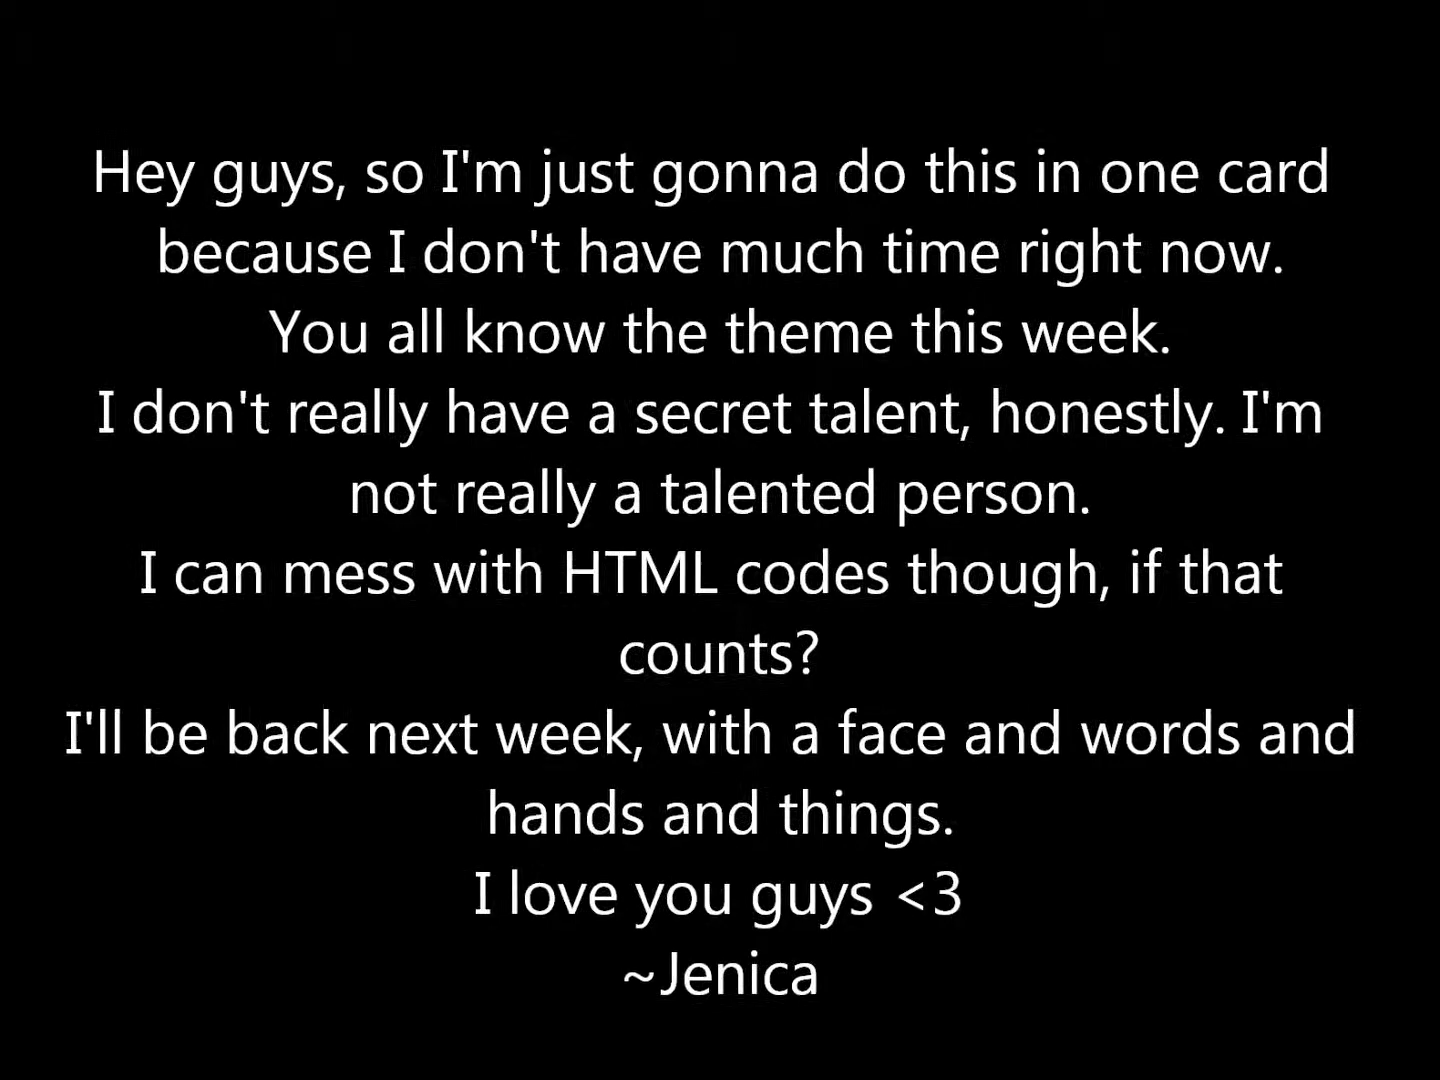 Hey guys, so I'm just gonna do this in one card
because I don't have much time right now.
You all know the theme this week.
I don't really have a secret talent, honestly. I'm
not really a talented person.
I can mess with HTML codes though, if that
counts?
I'll be back next week, with a face and words and
hands and things.
I love you guys <3
~Jenica